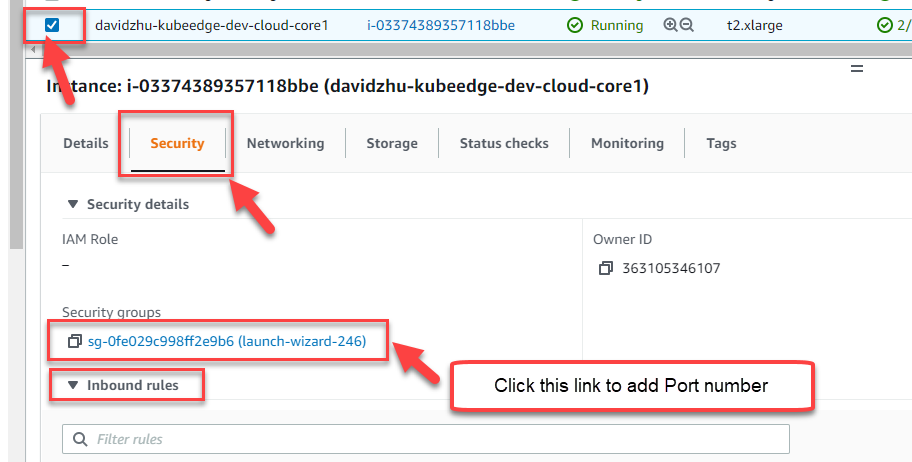 davidzhu-kubeedge-dev-cloud-core1 i-03374389357118bbe Running t2.xlarge 2/
Instance: i-03374389357118bbe (davidzhu-kubeedge-dev-cloud-core1)
Details Security Networking Storage Status checks Monitoring Tags
Security details
IAM Role Owner ID
– 363105346107
Security groups
sg-0fe029c998ff2e9b6 (launch-wizard-246)
Inbound rules
Click this link to add Port number
Filter rules